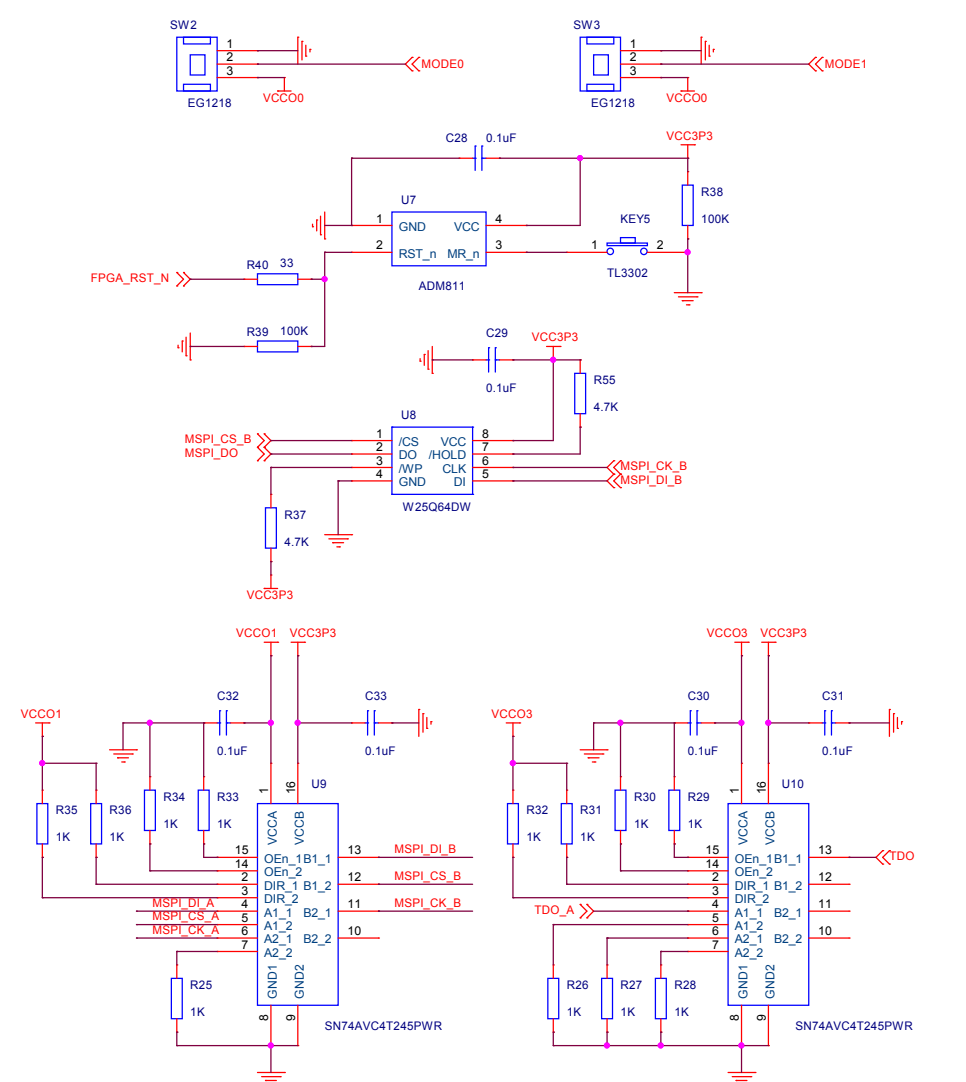 SW2
1
2
3
EG1218
MODE0
VCCO0
SW3
1
2
3
EG1218
MODE1
VCCO0
C28 0.1uF
VCC3P3
U7
1 GND VCC 4
2 RST_n MR_n 3
ADM811
R38
100K
KEY5
1 2
TL3302
FPGA_RST_N
R40 33
R39 100K
C29
0.1uF
VCC3P3
R55
4.7K
U8
MSPI_CS_B 1 /CS VCC 8
MSPI_DO 2 DO /HOLD 7
3 /WP CLK 6 MSPI_CK_B
4 GND DI 5 MSPI_DI_B
W25Q64DW
R37
4.7K
VCC3P3
VCCO1 VCC3P3
VCCO1
C32
0.1uF
C33
0.1uF
R35
1K
R36
1K
R34
1K
R33
1K
U9
1 16
VCCA VCCB
15 OEn_1 B1_1 13 MSPI_DI_B
14 OEn_2
2 DIR_1 B1_2 12 MSPI_CS_B
3 DIR_2
MSPI_DI_A 4 A1_1 B2_1 11 MSPI_CK_B
MSPI_CS_A 5 A1_2
MSPI_CK_A 6 A2_1 B2_2 10
7 A2_2
GND1 GND2
8 9
R25
1K
SN74AVC4T245PWR
VCCO3 VCC3P3
VCCO3
C30
0.1uF
C31
0.1uF
R32
1K
R31
1K
R30
1K
R29
1K
U10
1 16
VCCA VCCB
15 OEn_1 B1_1 13 TDO
14 OEn_2
2 DIR_1 B1_2 12
3 DIR_2
TDO_A 4 A1_1 B2_1 11
5 A1_2
6 A2_1 B2_2 10
7 A2_2
GND1 GND2
8 9
R26
1K
R27
1K
R28
1K
SN74AVC4T245PWR